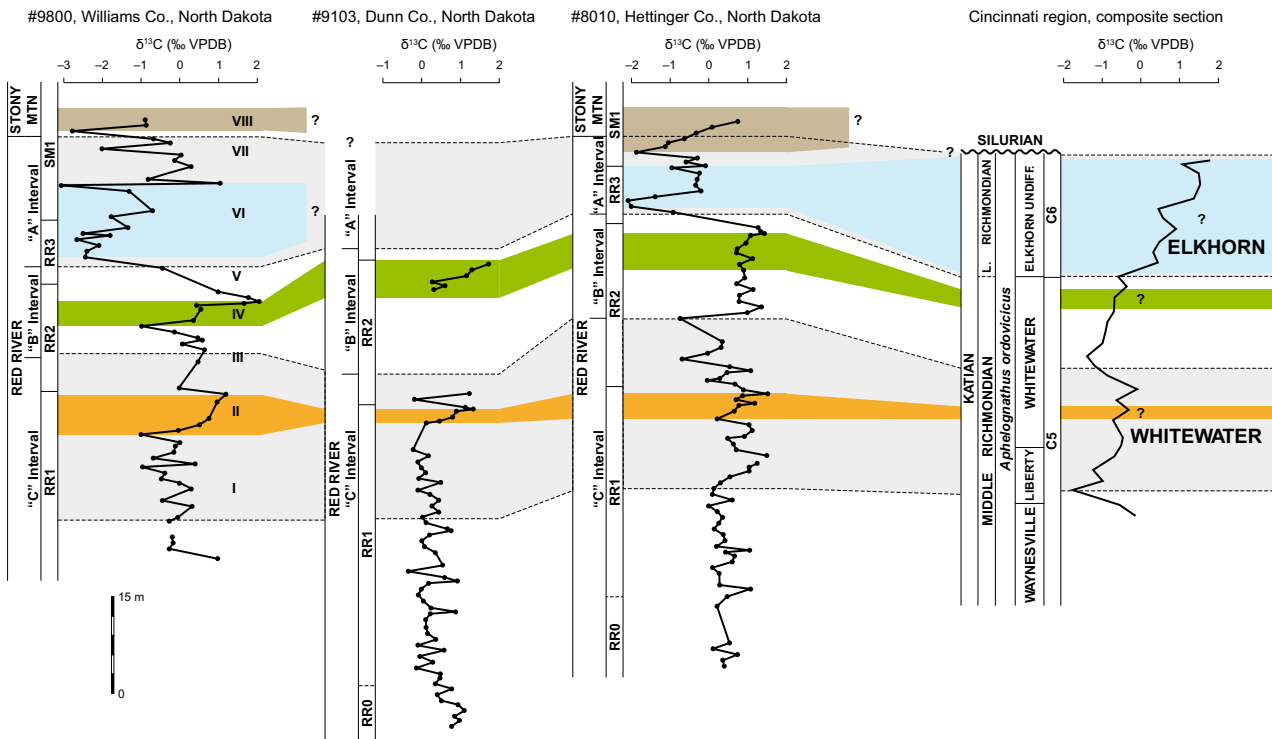 #9800, Williams Co., North Dakota
#9103, Dunn Co., North Dakota
#8010, Hettinger Co., North Dakota
Cincinnati region, composite section
δ¹³C (‰ VPDB)
δ¹³C (‰ VPDB)
δ¹³C (‰ VPDB)
δ¹³C (‰ VPDB)
–3 –2 –1 0 1 2
–1 0 1 2
–2 –1 0 1 2
–2 –1 0 1 2
STONY MTN
RED RIVER
"A" Interval
"B" Interval
"C" Interval
SM1
RR3
RR2
RR1
VIII
VII
VI
V
IV
III
II
I
?
?
15 m
0
?
RED RIVER
"A" Interval
"B" Interval
"C" Interval
RR2
RR1
RR0
STONY MTN
RED RIVER
"A" Interval
"B" Interval
"C" Interval
SM1
RR3
RR2
RR1
RR0
?
?
SILURIAN
KATIAN
L. RICHMONDIAN
MIDDLE RICHMONDIAN
Aphelognathus ordovicicus
ELKHORN UNDIFF.
WHITEWATER
LIBERTY
WAYNESVILLE
C6
C5
?
ELKHORN
?
?
WHITEWATER